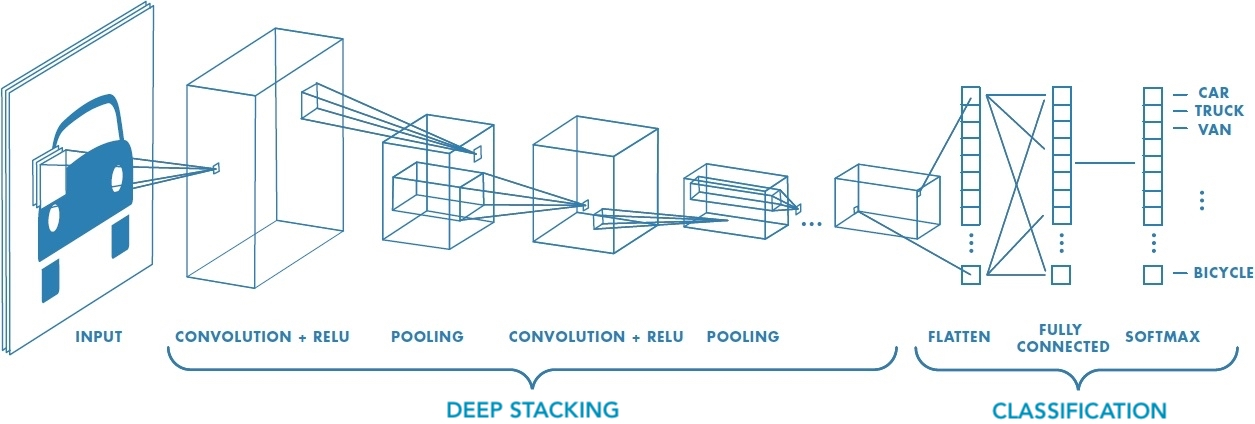 CAR
TRUCK
VAN
BICYCLE
INPUT
CONVOLUTION + RELU
POOLING
CONVOLUTION + RELU
POOLING
FLATTEN
FULLY
CONNECTED
SOFTMAX
DEEP STACKING
CLASSIFICATION